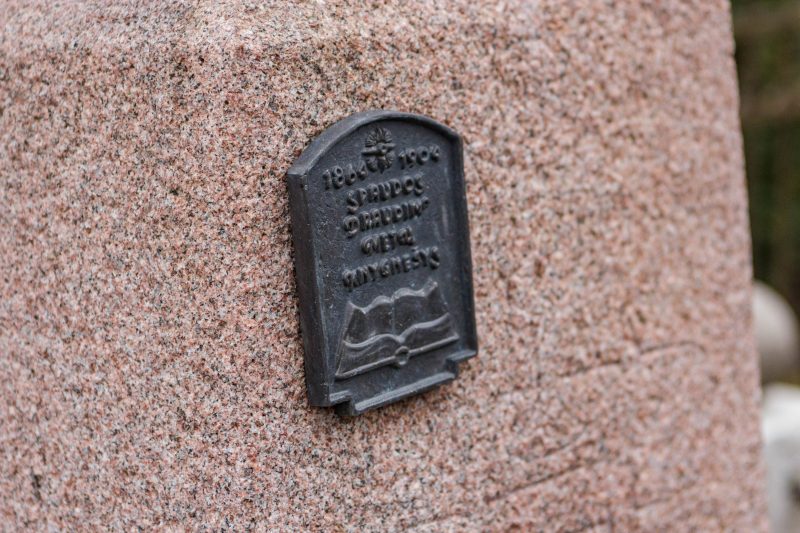 1864 1904
SPAUDOS
DRAUDIMO
METŲ
KNYGNEŠYS